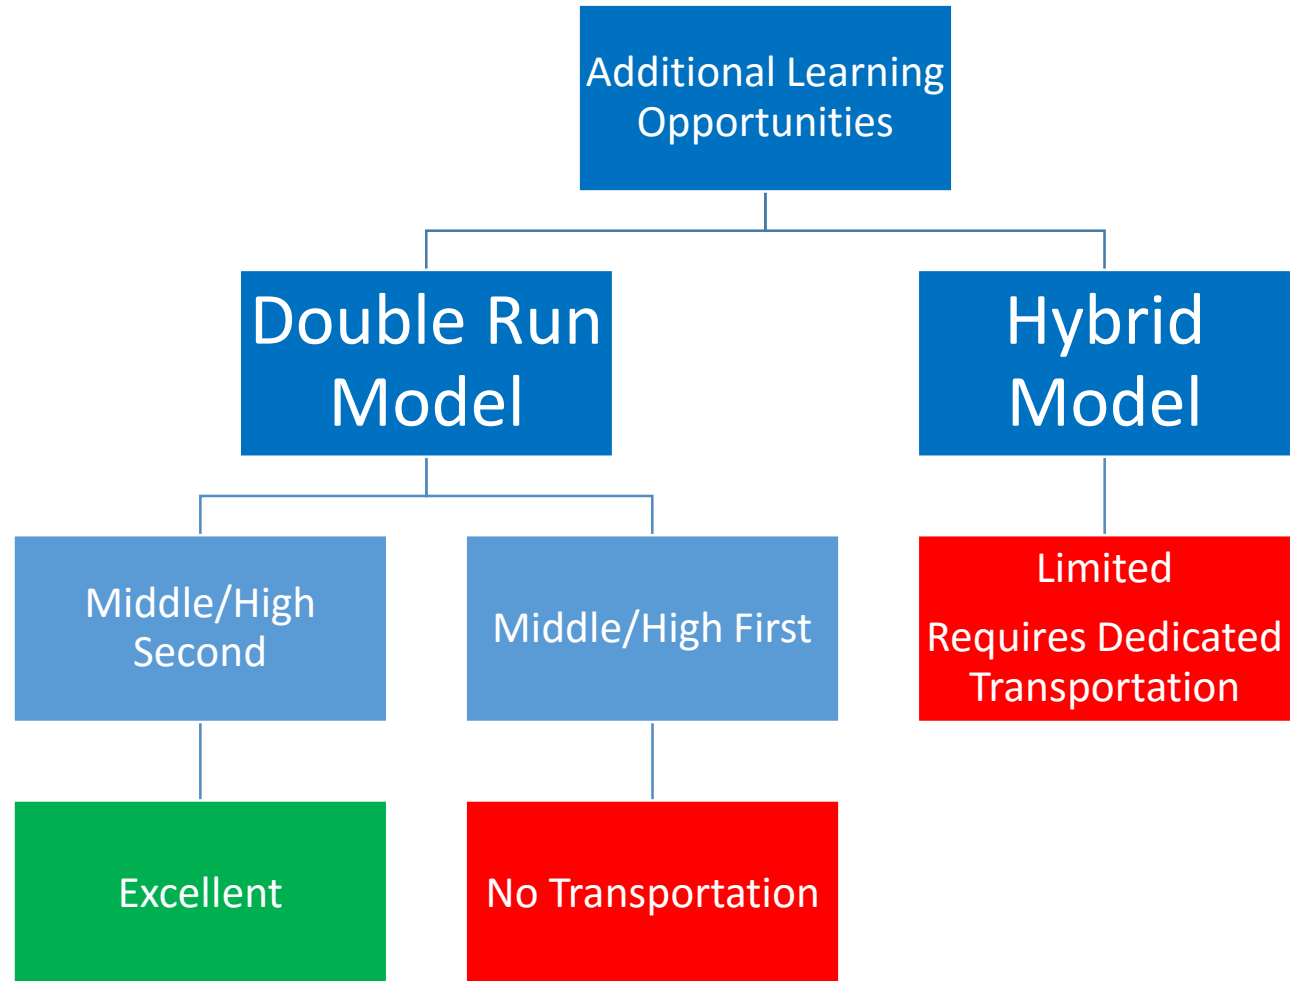 Additional Learning
Opportunities
Double Run
Model
Hybrid
Model
Middle/High
Second
Middle/High First
Limited
Requires Dedicated
Transportation
Excellent
No Transportation